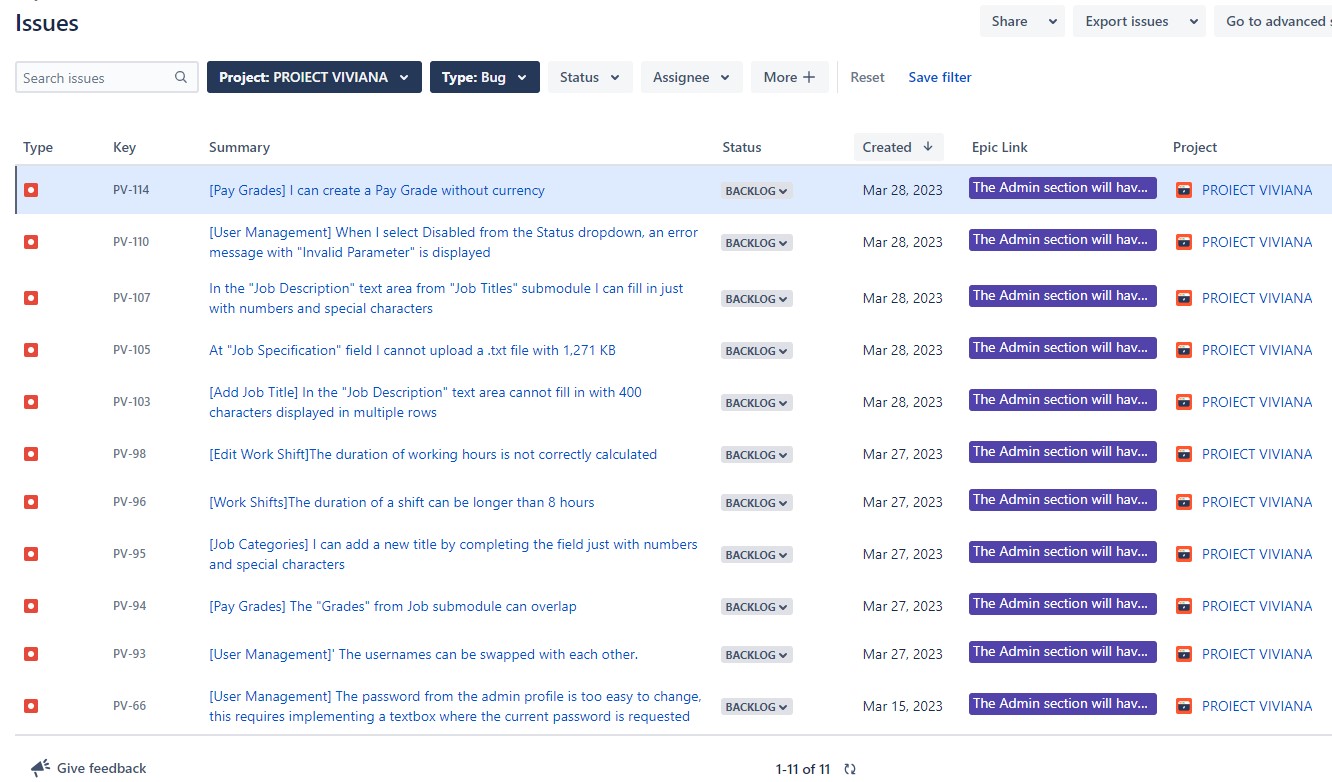 Issues
Share
Export issues
Go to advanced
Search issues
Project: PROIECT VIVIANA
Type: Bug
Status
Assignee
More
Reset
Save filter
Type Key Summary Status Created Epic Link Project
PV-114 [Pay Grades] I can create a Pay Grade without currency BACKLOG Mar 28, 2023 The Admin section will hav... PROIECT VIVIANA
PV-110 [User Management] When I select Disabled from the Status dropdown, an error BACKLOG Mar 28, 2023 The Admin section will hav... PROIECT VIVIANA
message with "Invalid Parameter" is displayed
PV-107 In the "Job Description" text area from "Job Titles" submodule I can fill in just BACKLOG Mar 28, 2023 The Admin section will hav... PROIECT VIVIANA
with numbers and special characters
PV-105 At "Job Specification" field I cannot upload a .txt file with 1,271 KB BACKLOG Mar 28, 2023 The Admin section will hav... PROIECT VIVIANA
PV-103 [Add Job Title] In the "Job Description" text area cannot fill in with 400 BACKLOG Mar 28, 2023 The Admin section will hav... PROIECT VIVIANA
characters displayed in multiple rows
PV-98 [Edit Work Shift]The duration of working hours is not correctly calculated BACKLOG Mar 27, 2023 The Admin section will hav... PROIECT VIVIANA
PV-96 [Work Shifts]The duration of a shift can be longer than 8 hours BACKLOG Mar 27, 2023 The Admin section will hav... PROIECT VIVIANA
PV-95 [Job Categories] I can add a new title by completing the field just with numbers BACKLOG Mar 27, 2023 The Admin section will hav... PROIECT VIVIANA
and special characters
PV-94 [Pay Grades] The "Grades" from Job submodule can overlap BACKLOG Mar 27, 2023 The Admin section will hav... PROIECT VIVIANA
PV-93 [User Management]' The usernames can be swapped with each other. BACKLOG Mar 27, 2023 The Admin section will hav... PROIECT VIVIANA
PV-66 [User Management] The password from the admin profile is too easy to change, BACKLOG Mar 15, 2023 The Admin section will hav... PROIECT VIVIANA
this requires implementing a textbox where the current password is requested
Give feedback
1-11 of 11